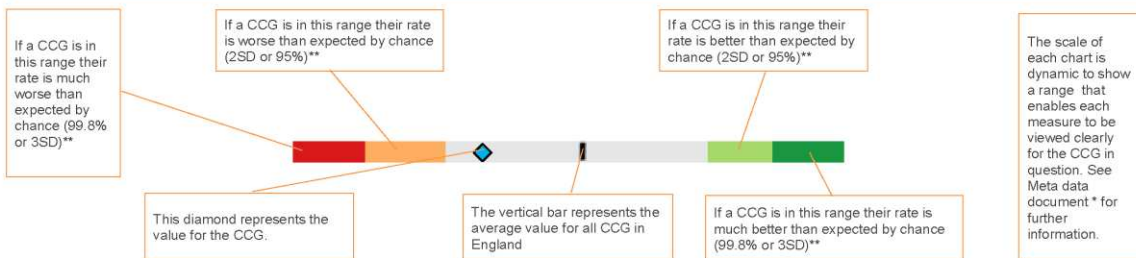 If a CCG is in
this range their
rate is much
worse than
expected by
chance (99.8%
or 3SD)**
If a CCG is in this range their rate
is worse than expected by chance
(2SD or 95%)**
If a CCG is in this range their
rate is better than expected by
chance (2SD or 95%)**
The scale of
each chart is
dynamic to show
a range that
enables each
measure to be
viewed clearly
for the CCG in
question. See
Meta data
document * for
further
information.
This diamond represents the
value for the CCG.
The vertical bar represents the
average value for all CCG in
England
If a CCG is in this range their rate is
much better than expected by chance
(99.8% or 3SD)**